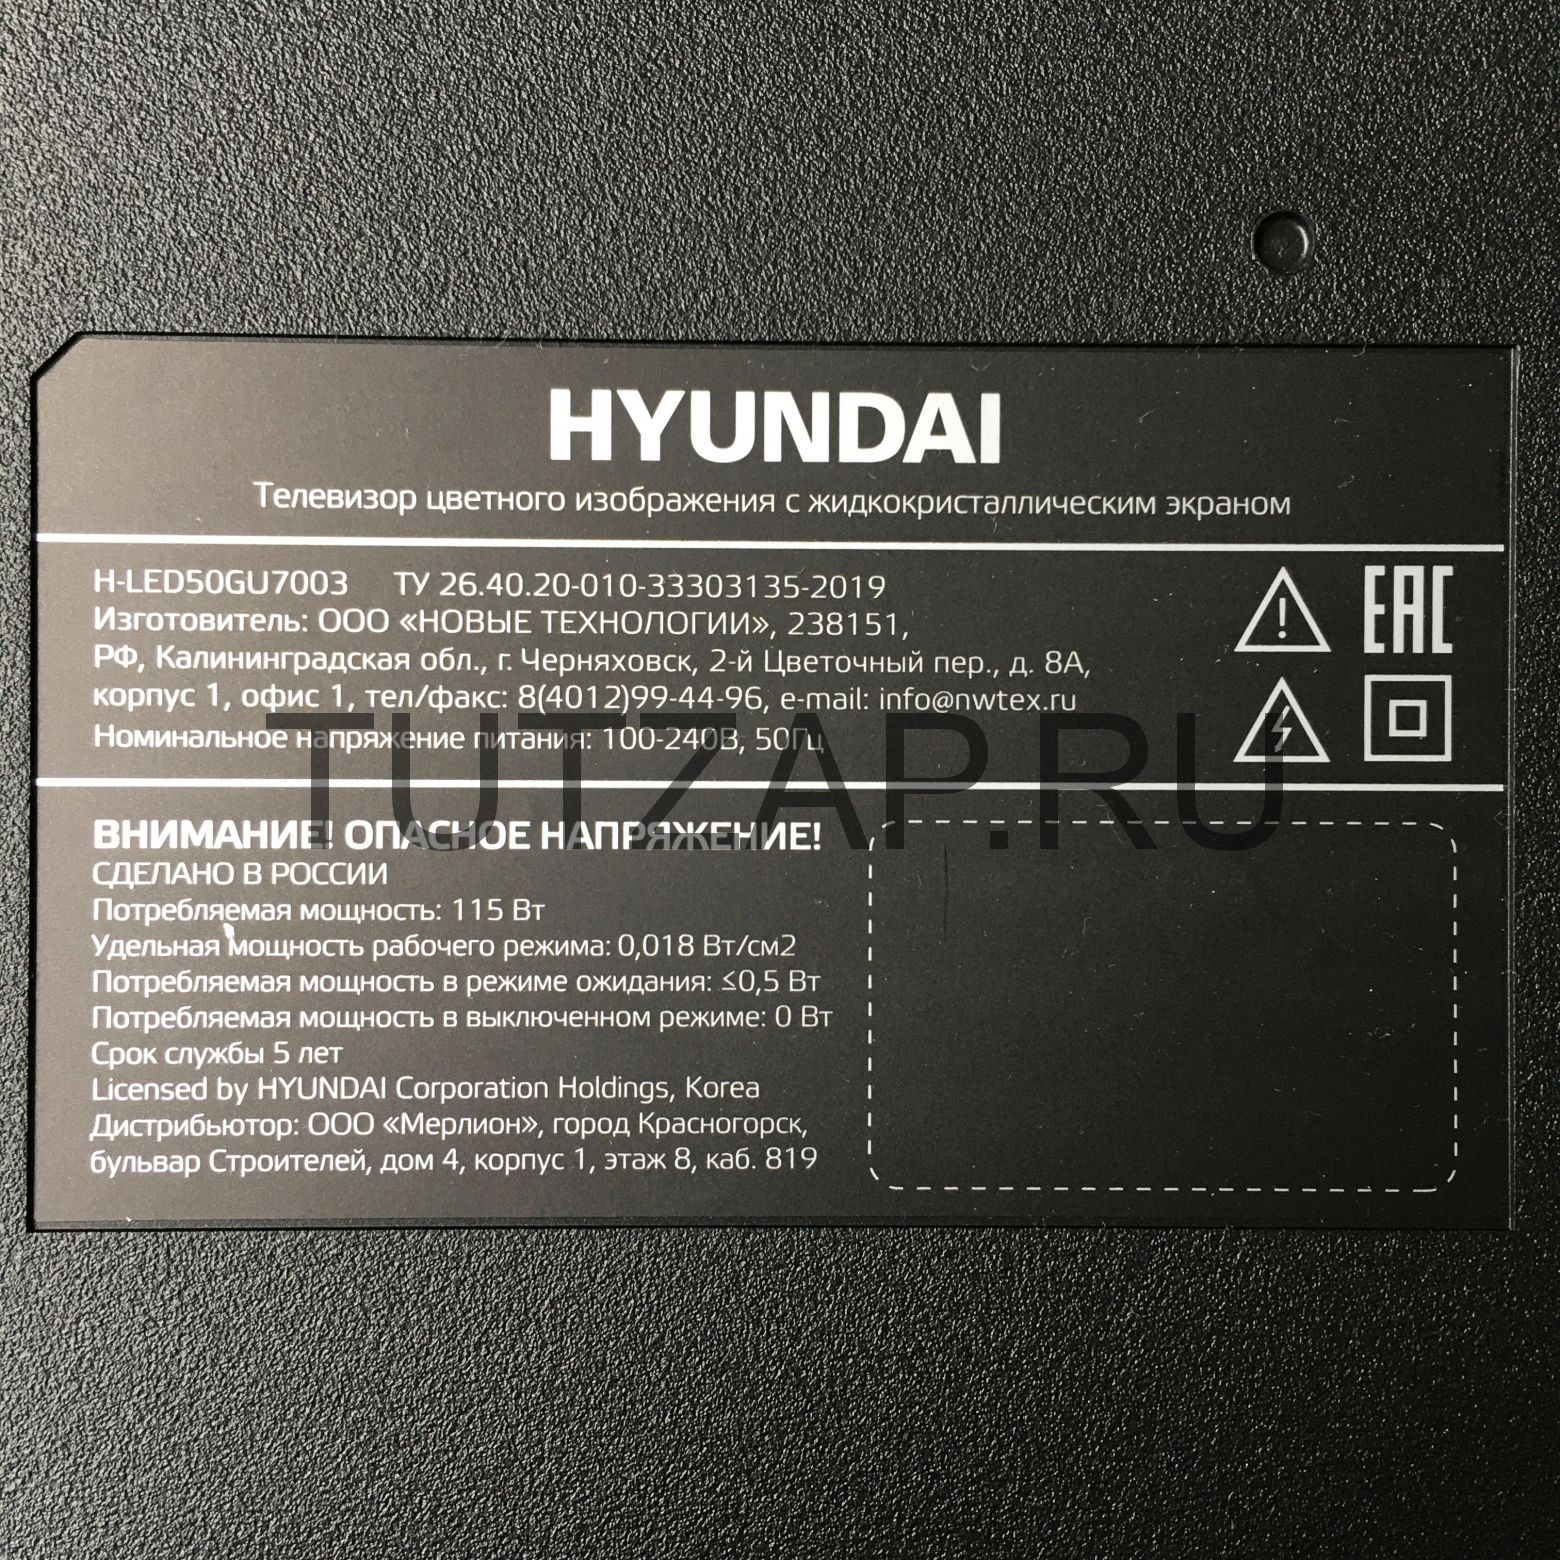 HYUNDAI
Телевизор цветного изображения с жидкокристаллическим экраном
H-LED50GU7003 ТУ 26.40.20-010-33303135-2019
Изготовитель: ООО «НОВЫЕ ТЕХНОЛОГИИ», 238151,
РФ, Калининградская обл., г. Черняховск, 2-й Цветочный пер., д. 8А,
корпус 1, офис 1, тел/факс: 8(4012)99-44-96, e-mail: info@nwtex.ru
Номинальное напряжение питания: 100-240В, 50Гц
EAC
TUTZAP.RU
ВНИМАНИЕ! ОПАСНОЕ НАПРЯЖЕНИЕ!
СДЕЛАНО В РОССИИ
Потребляемая мощность: 115 Вт
Удельная мощность рабочего режима: 0,018 Вт/см2
Потребляемая мощность в режиме ожидания: ≤0,5 Вт
Потребляемая мощность в выключенном режиме: 0 Вт
Срок службы 5 лет
Licensed by HYUNDAI Corporation Holdings, Korea
Дистрибьютор: ООО «Мерлион», город Красногорск,
бульвар Строителей, дом 4, корпус 1, этаж 8, каб. 819